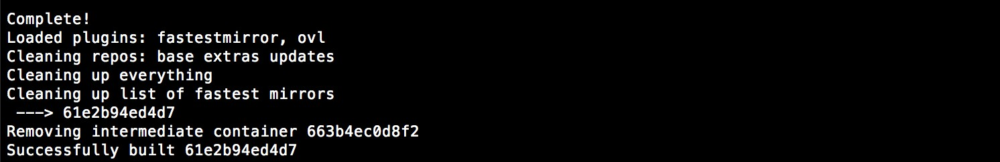 Complete!
Loaded plugins: fastestmirror, ovl
Cleaning repos: base extras updates
Cleaning up everything
Cleaning up list of fastest mirrors
 ---> 61e2b94ed4d7
Removing intermediate container 663b4ec0d8f2
Successfully built 61e2b94ed4d7